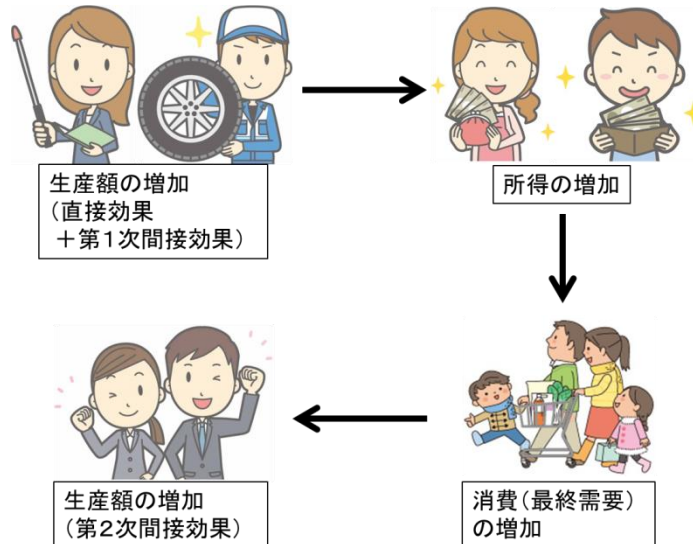 生産額の増加
（直接効果
＋第１次間接効果）
所得の増加
消費（最終需要）
の増加
生産額の増加
（第２次間接効果）